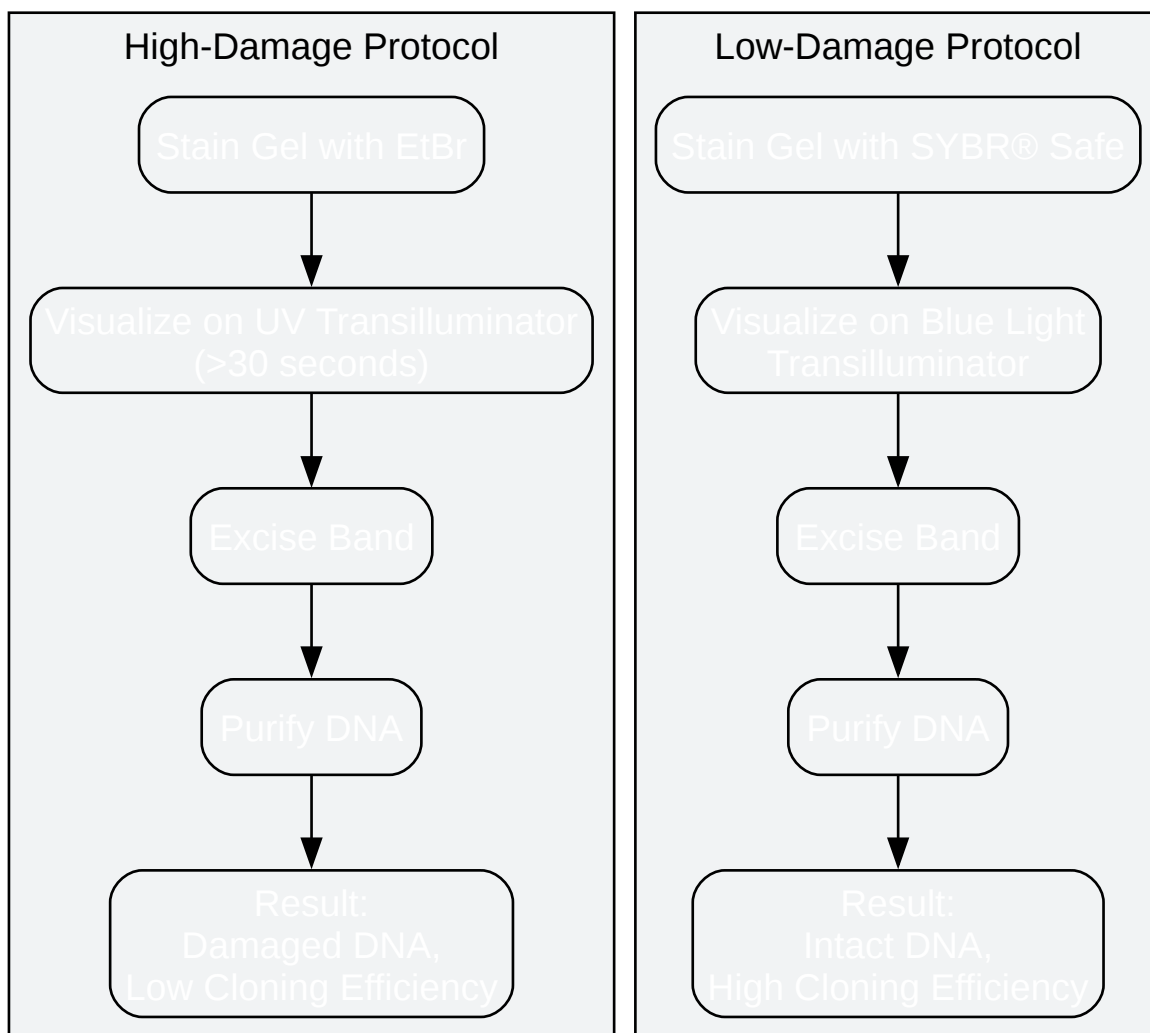 High-Damage Protocol
Stain Gel with EtBr
Visualize on UV Transilluminator
(>30 seconds)
Excise Band
Purify DNA
Result:
Damaged DNA,
Low Cloning Efficiency
Low-Damage Protocol
Stain Gel with SYBR® Safe
Visualize on Blue Light
Transilluminator
Excise Band
Purify DNA
Result:
Intact DNA,
High Cloning Efficiency